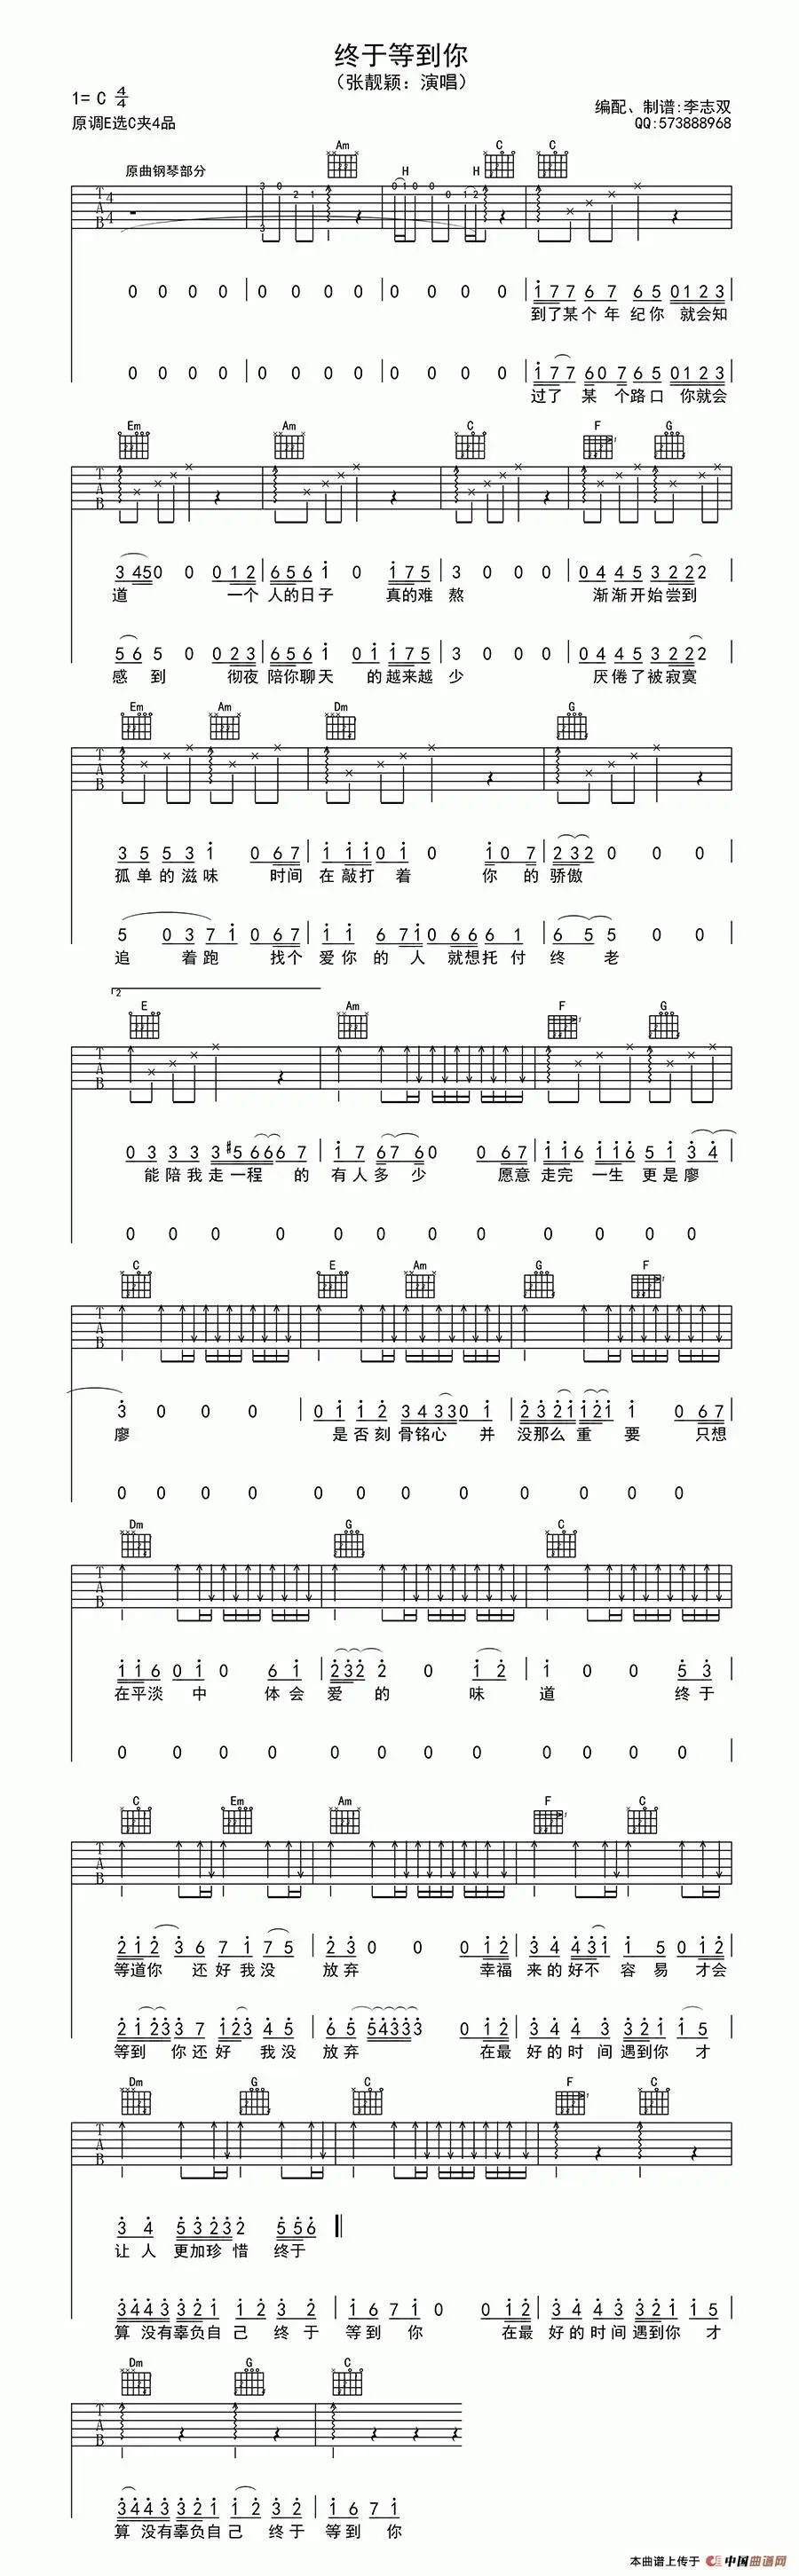 终于等到你
（张靓颖：演唱）
1= C 4/4
原调E选C夹4品
编配、制谱:李志双
QQ:573888968
原曲钢琴部分
Am H H C C
0 0 0 0 0 0 0 0 0 0 0 0 1 7 7 6 7 6 5 0 1 2 3
到了某个年纪你就会知
0 0 0 0 0 0 0 0 0 0 0 0 1 7 7 6 0 7 6 5 0 1 2 3
过了某个路口你就会
Em Am C F G
3 4 5 0 0 0 1 2 6 5 6 1 0 1 7 5 3 0 0 0 0 4 4 5 3 2 2 2
道 一个人的日子 真的难熬 渐渐开始尝到
5 6 5 0 0 2 3 6 5 6 1 0 1 1 7 5 3 0 0 0 0 4 4 5 3 2 2 2
感到 彻夜陪你聊天 的越来越少 厌倦了被寂寞
Em Am Dm G
3 5 5 3 1 0 6 7 1 1 1 0 1 0 1 0 7 2 3 2 0 0 0
孤单的滋味 时间在敲打着 你的骄傲
5 0 3 7 1 0 6 7 1 1 6 7 1 0 6 6 6 1 6 5 5 0 0
追着跑 找个爱你的人就想托付终老
2
E Am F G
0 3 3 3 3 #5 6 6 6 7 1 7 6 7 6 0 0 6 7 1 1 6 1 1 6 5 1 3 4
能陪我走一程的有人多少 愿意走完一生更是廖
0 0 0 0 0 0 0 0 0 0 0 0
C E Am G F
3 0 0 0 0 1 1 2 3 4 3 3 0 1 2 3 2 1 1 2 1 1 0 6 7
廖 是否刻骨铭心并没那么重要 只想
0 0 0 0 0 0 0 0 0 0 0 0
Dm G C
1 1 6 0 1 0 6 1 2 3 2 2 0 1 2 1 0 0 5 3
在平淡中 体会爱的味道 终于
0 0 0 0 0 0 0 0 0 0 0 0
C Em Am F C
2 1 2 3 6 7 1 7 5 2 3 0 0 0 1 2 3 4 4 3 1 1 5 0 1 2
等道你 还好我没放弃 幸福来的好不容易 才会
2 1 2 3 3 7 1 2 3 4 5 6 5 5 4 3 3 3 0 1 2 3 4 4 3 3 2 1 1 5
等到你还好我没放弃 在最好的时间遇到你才
Dm G C F C
3 4 5 3 2 3 2 5 5 6
让人更加珍惜 终于
3 4 4 3 3 2 1 1 2 3 2 1 6 7 1 0 0 1 2 3 4 4 3 3 2 1 1 5
算没有辜负自己 终于等到你 在最好的时间遇到你才
Dm G C
3 4 4 3 3 2 1 1 2 3 2 1 6 7 1
算没有辜负自己 终于等到你
本曲谱上传于 中国曲谱网